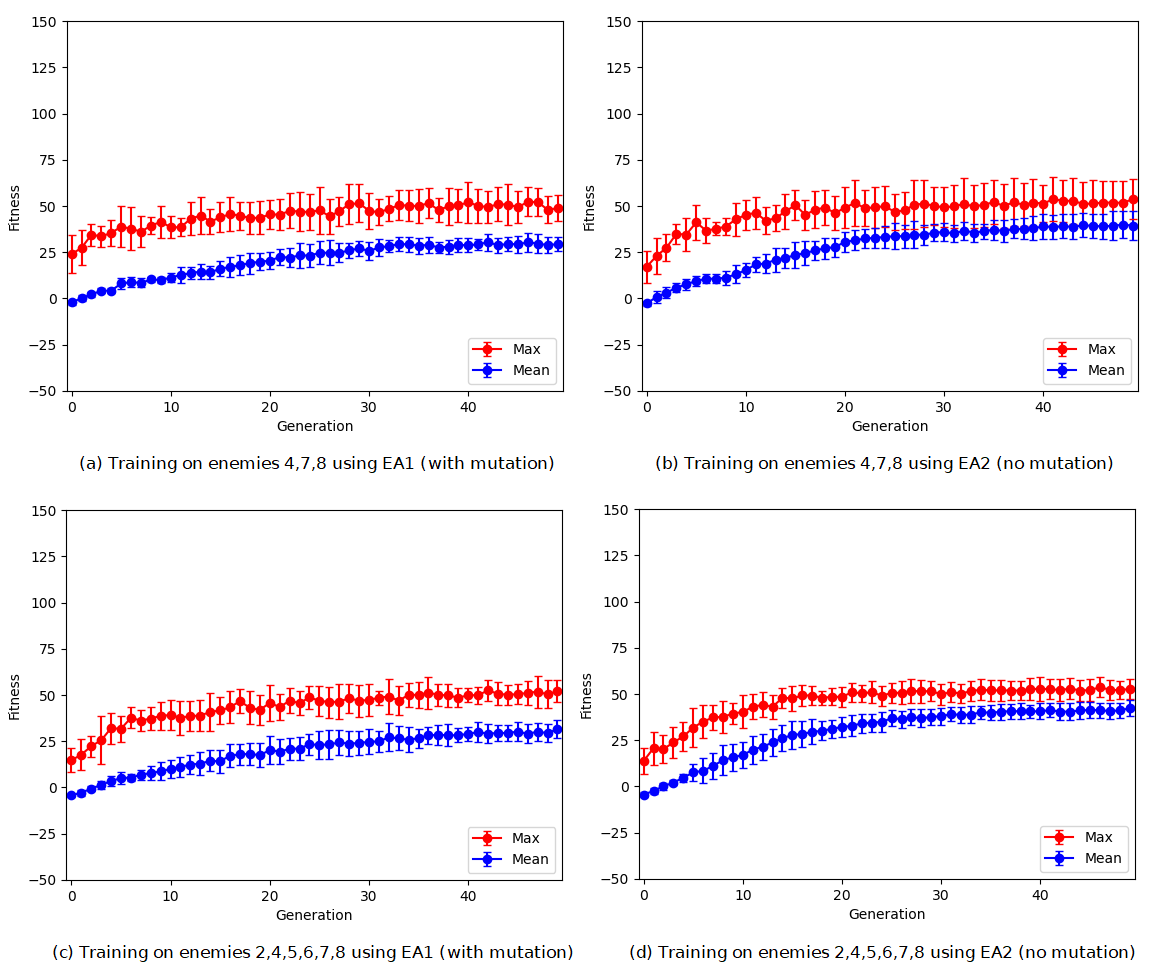 150
125
100
75
50
25
0
−25
−50
Fitness
0 10 20 30 40
Generation
Max
Mean
(a) Training on enemies 4,7,8 using EA1 (with mutation)
150
125
100
75
50
25
0
−25
−50
Fitness
0 10 20 30 40
Generation
Max
Mean
(b) Training on enemies 4,7,8 using EA2 (no mutation)
150
125
100
75
50
25
0
−25
−50
Fitness
0 10 20 30 40
Generation
Max
Mean
(c) Training on enemies 2,4,5,6,7,8 using EA1 (with mutation)
150
125
100
75
50
25
0
−25
−50
Fitness
0 10 20 30 40
Generation
Max
Mean
(d) Training on enemies 2,4,5,6,7,8 using EA2 (no mutation)